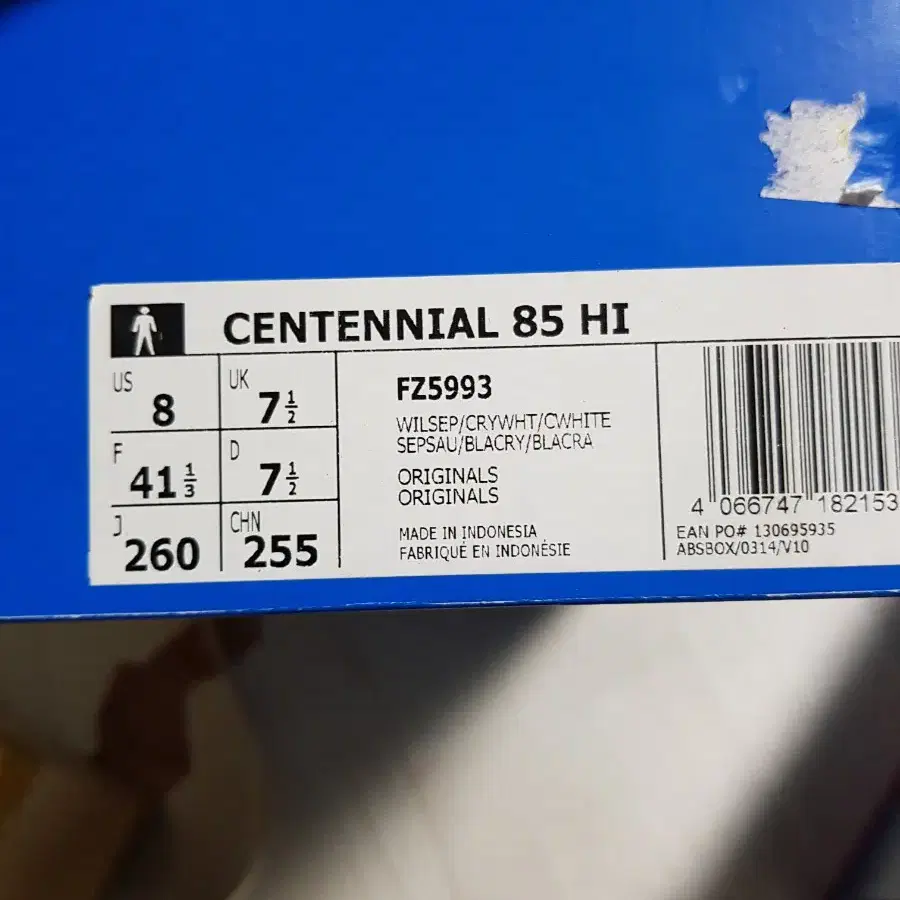 CENTENNIAL 85 HI
US 8 UK 7 1/2
F 41 1/3 D 7 1/2
J 260 CHN 255
FZ5993
WILSEP/CRYWHT/CWHITE
SEPSAU/BLACRY/BLACRA
ORIGINALS
ORIGINALS
MADE IN INDONESIA
FABRIQUÉ EN INDONÉSIE
4 066747 182153
EAN PO# 130695935
ABSBOX/0314/V10